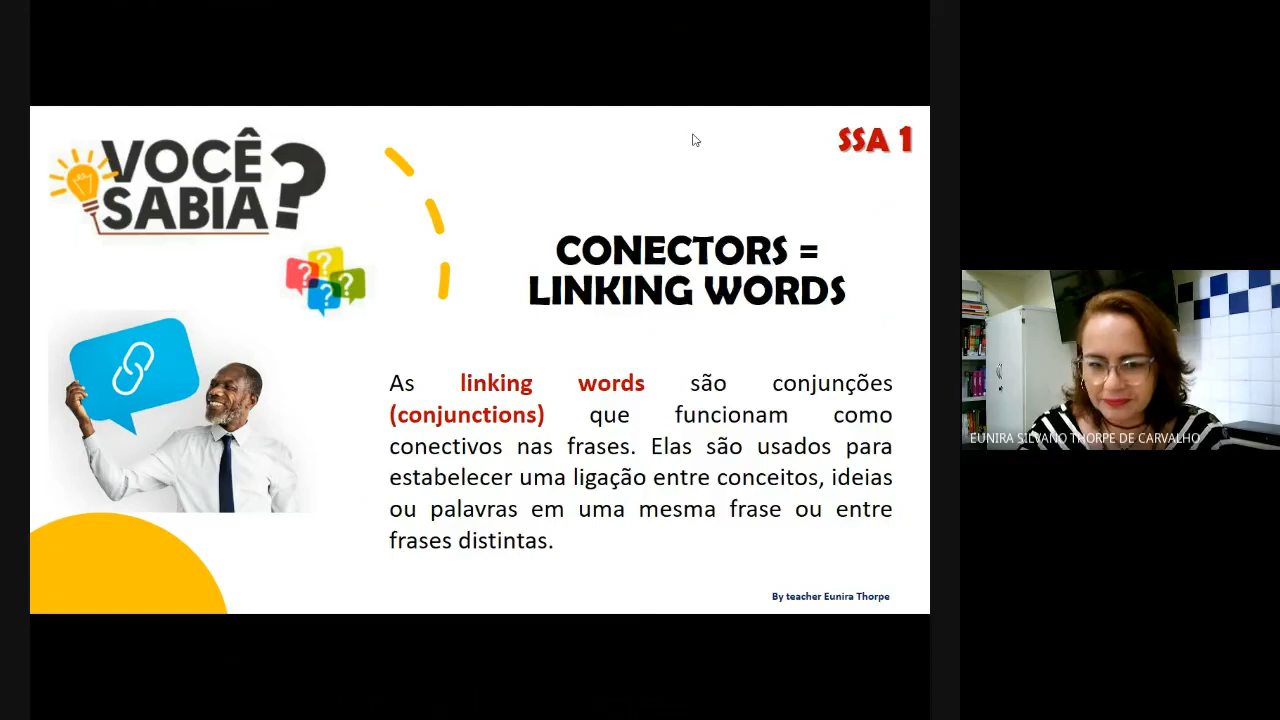 VOCÊ
SABIA?
SSA 1
CONECTORS =
LINKING WORDS
As linking words são conjunções
(conjunctions) que funcionam como
conectivos nas frases. Elas são usados para
estabelecer uma ligação entre conceitos, ideias
ou palavras em uma mesma frase ou entre
frases distintas.
By teacher Eunira Thorpe
EUNIRA SILVANO THORPE DE CARVALHO